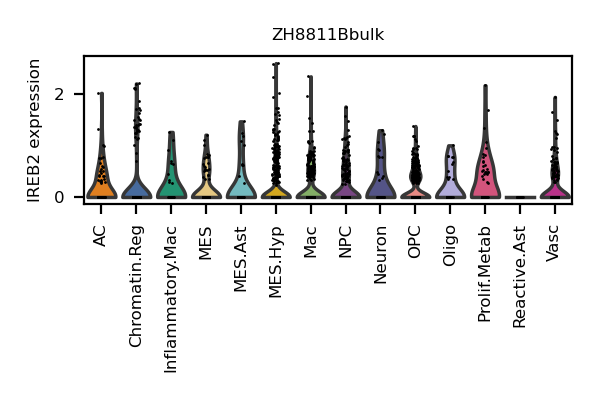 ZH8811Bbulk
IREB2 expression
2
0
AC
Chromatin.Reg
Inflammatory.Mac
MES
MES.Ast
MES.Hyp
Mac
NPC
Neuron
OPC
Oligo
Prolif.Metab
Reactive.Ast
Vasc